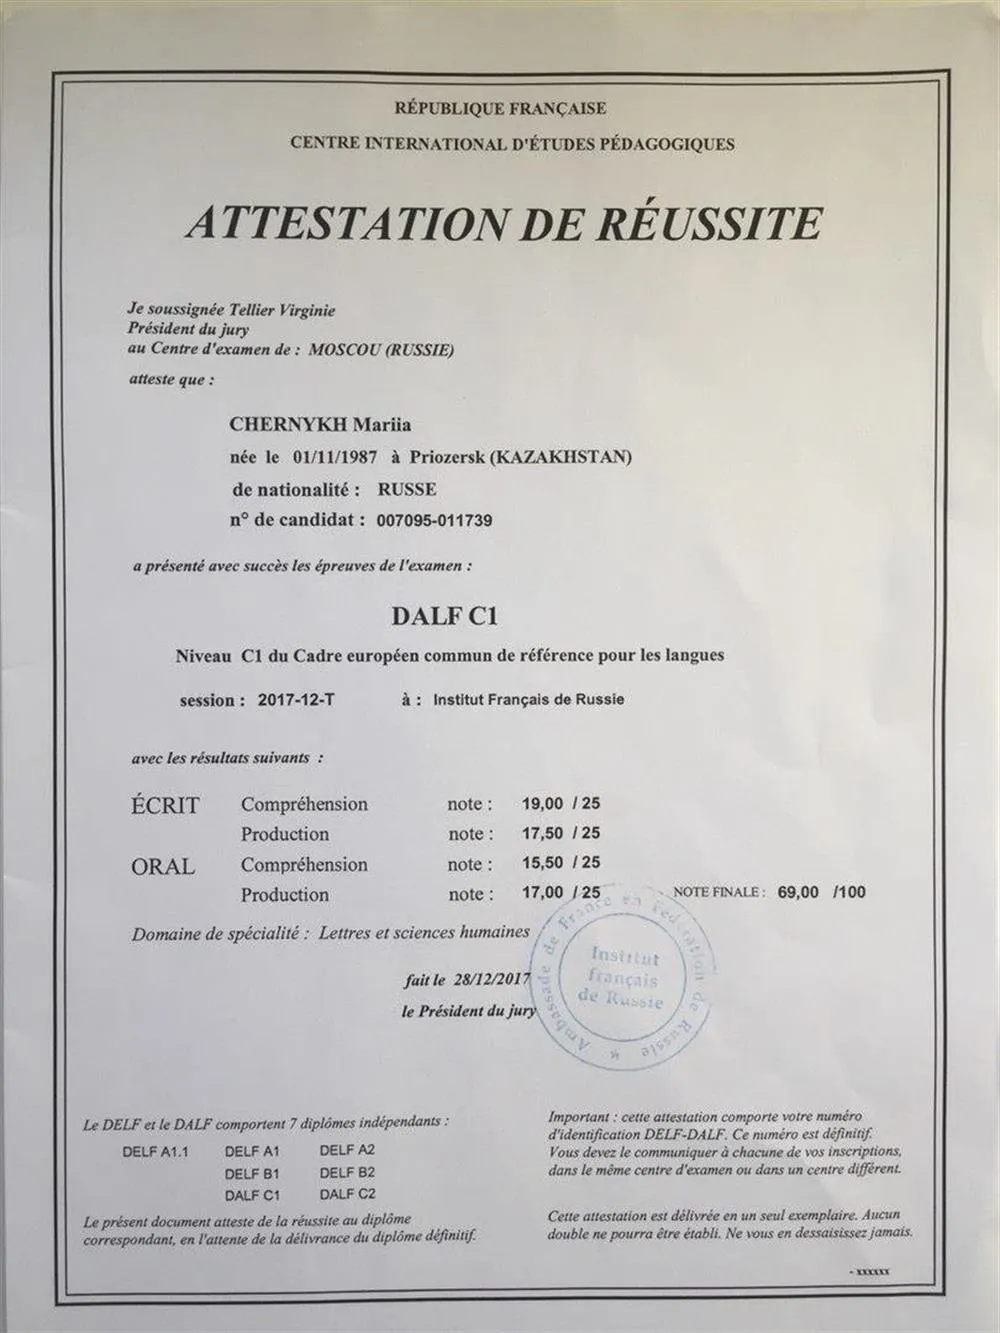 RÉPUBLIQUE FRANÇAISE
CENTRE INTERNATIONAL D'ÉTUDES PÉDAGOGIQUES
ATTESTATION DE RÉUSSITE
Je soussignée Tellier Virginie
Président du jury
au Centre d'examen de : MOSCOU (RUSSIE)
atteste que :
CHERNYKH Mariia
née le 01/11/1987 à Priozersk (KAZAKHSTAN)
de nationalité : RUSSE
n° de candidat : 007095-011739
a présenté avec succès les épreuves de l'examen :
DALF C1
Niveau C1 du Cadre européen commun de référence pour les langues
session : 2017-12-T à : Institut Français de Russie
avec les résultats suivants :
ÉCRIT Compréhension note : 19,00 / 25
Production note : 17,50 / 25
ORAL Compréhension note : 15,50 / 25
Production note : 17,00 / 25 NOTE FINALE : 69,00 /100
Domaine de spécialité : Lettres et sciences humaines
fait le 28/12/2017
le Président du jury
Ambassade de France en Fédération de Russie *
Institut
français
de Russie
Le DELF et le DALF comportent 7 diplômes indépendants :
DELF A1.1 DELF A1 DELF A2
DELF B1 DELF B2
DALF C1 DALF C2
Le présent document atteste de la réussite au diplôme
correspondant, en l'attente de la délivrance du diplôme définitif.
Important : cette attestation comporte votre numéro
d'identification DELF-DALF. Ce numéro est définitif.
Vous devez le communiquer à chacune de vos inscriptions,
dans le même centre d'examen ou dans un centre différent.
Cette attestation est délivrée en un seul exemplaire. Aucun
double ne pourra être établi. Ne vous en dessaisissez jamais.
- xxxxxx